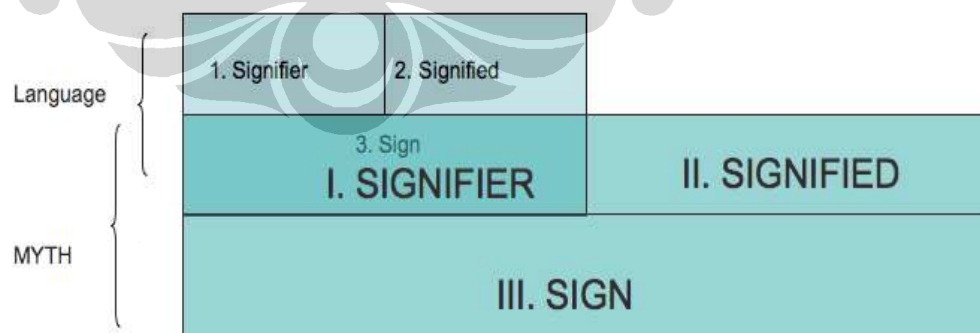 Language
1. Signifier
2. Signified
3. Sign
I. SIGNIFIER
II. SIGNIFIED
MYTH
III. SIGN